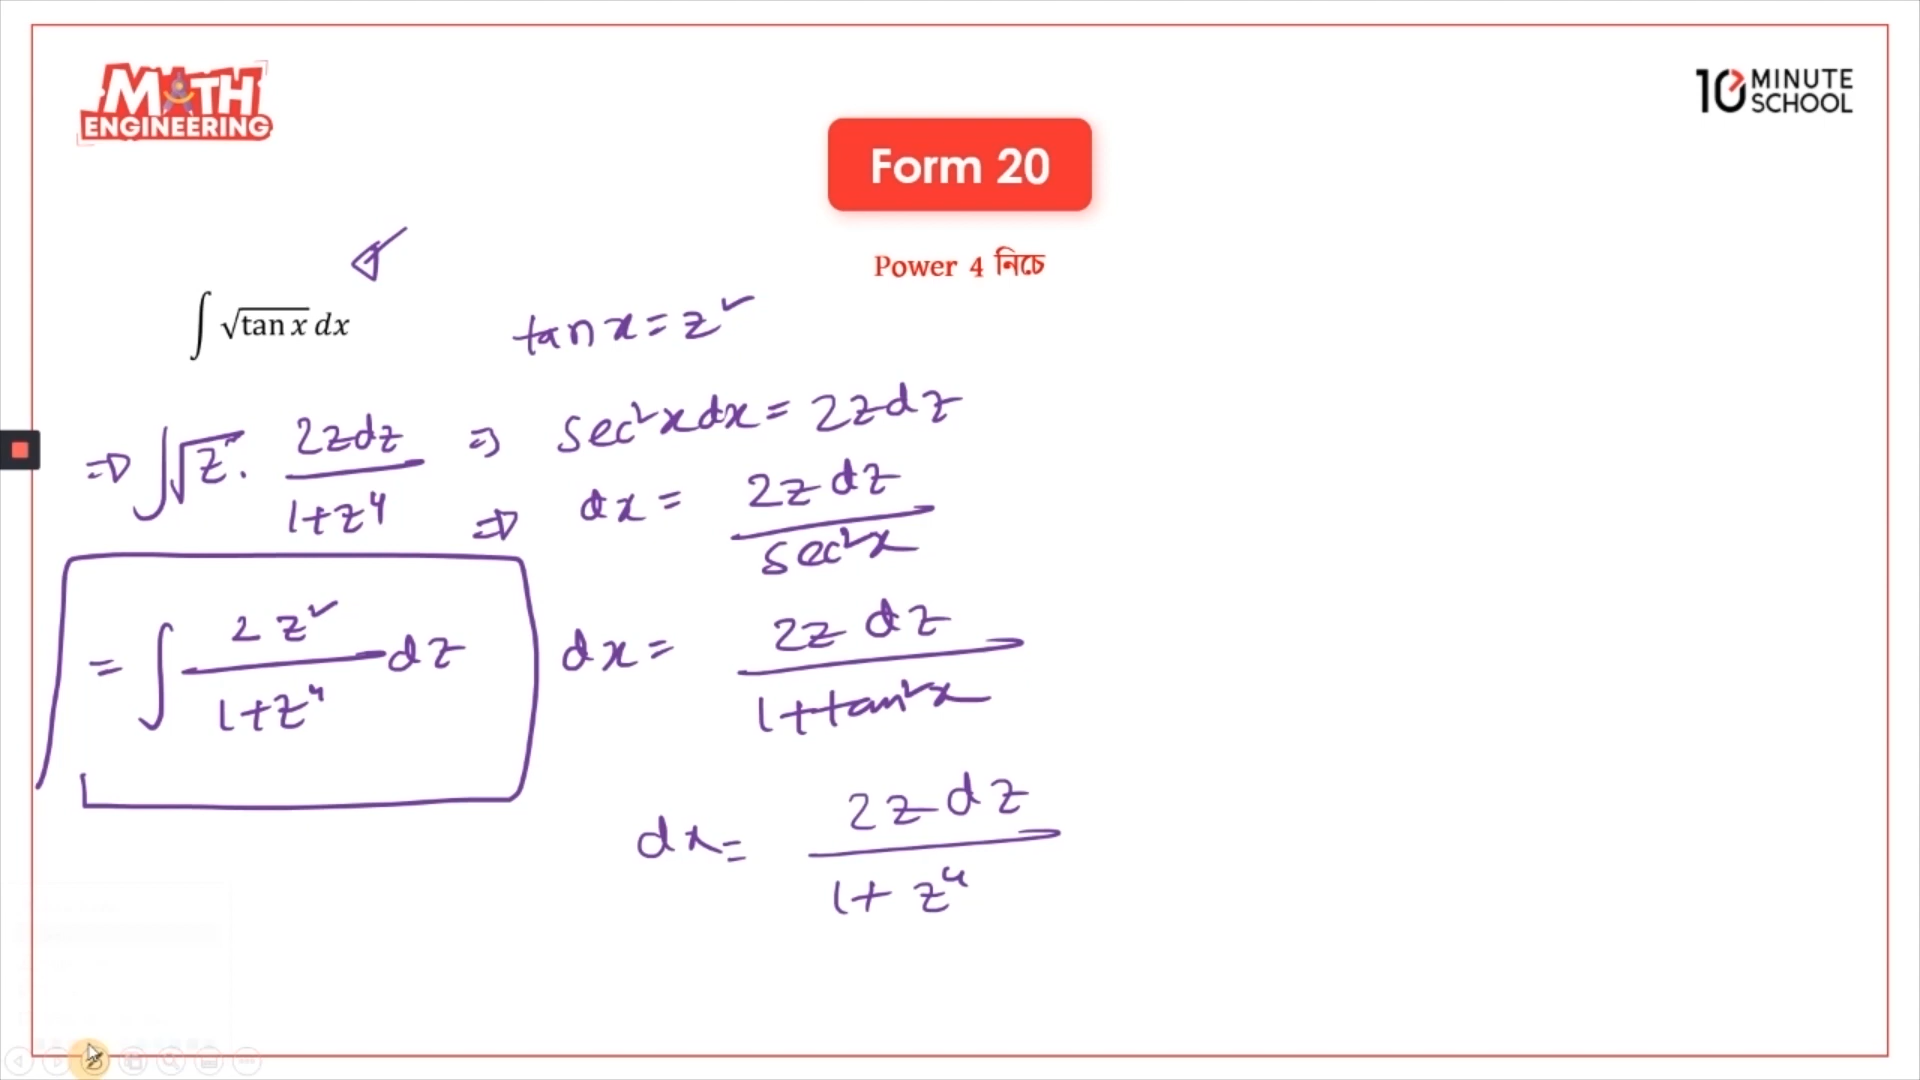 MATH
ENGINEERING
10 MINUTE
SCHOOL
Form 20
Power 4 নিচে
∫ √tan x dx
tan x = z²
⇒ ∫ √z² · 2z dz / 1+z⁴
⇒ sec²x dx = 2z dz
⇒ dx = 2z dz / sec²x
= ∫ 2z² / 1+z⁴ dz
dx = 2z dz / 1+tan²x
dx = 2z dz / 1+z⁴